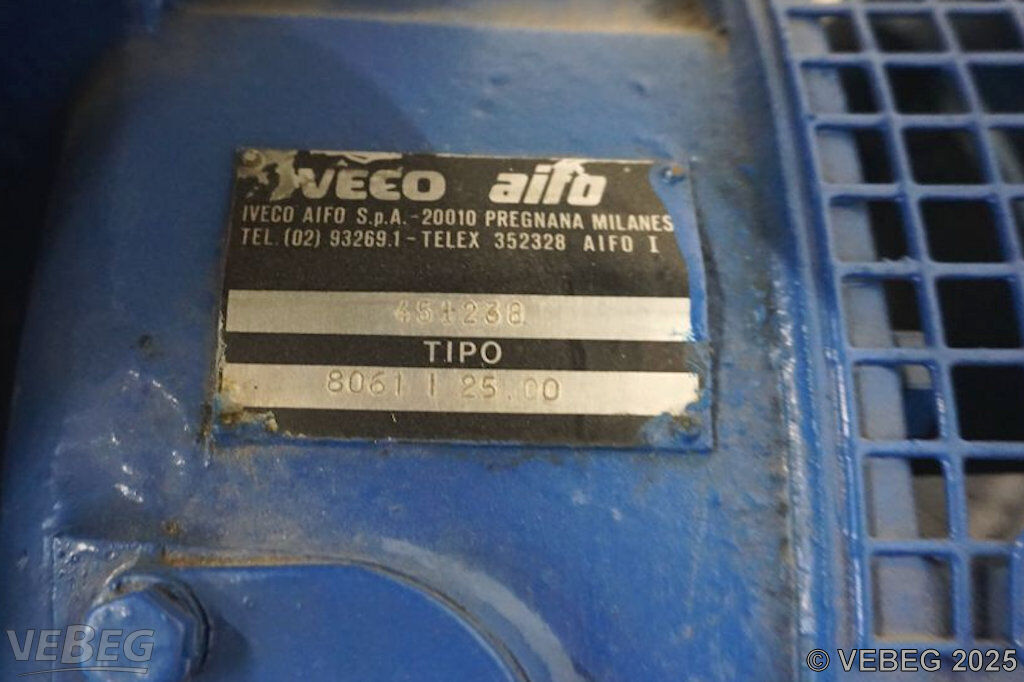 IVECO aifo
IVECO AIFO S.p.A.-20010 PREGNANA MILANES
TEL.(02) 93269.1-TELEX 352328 AIFO I
451238
TIPO
8061 I 25.00
VEBEG
© VEBEG 2025